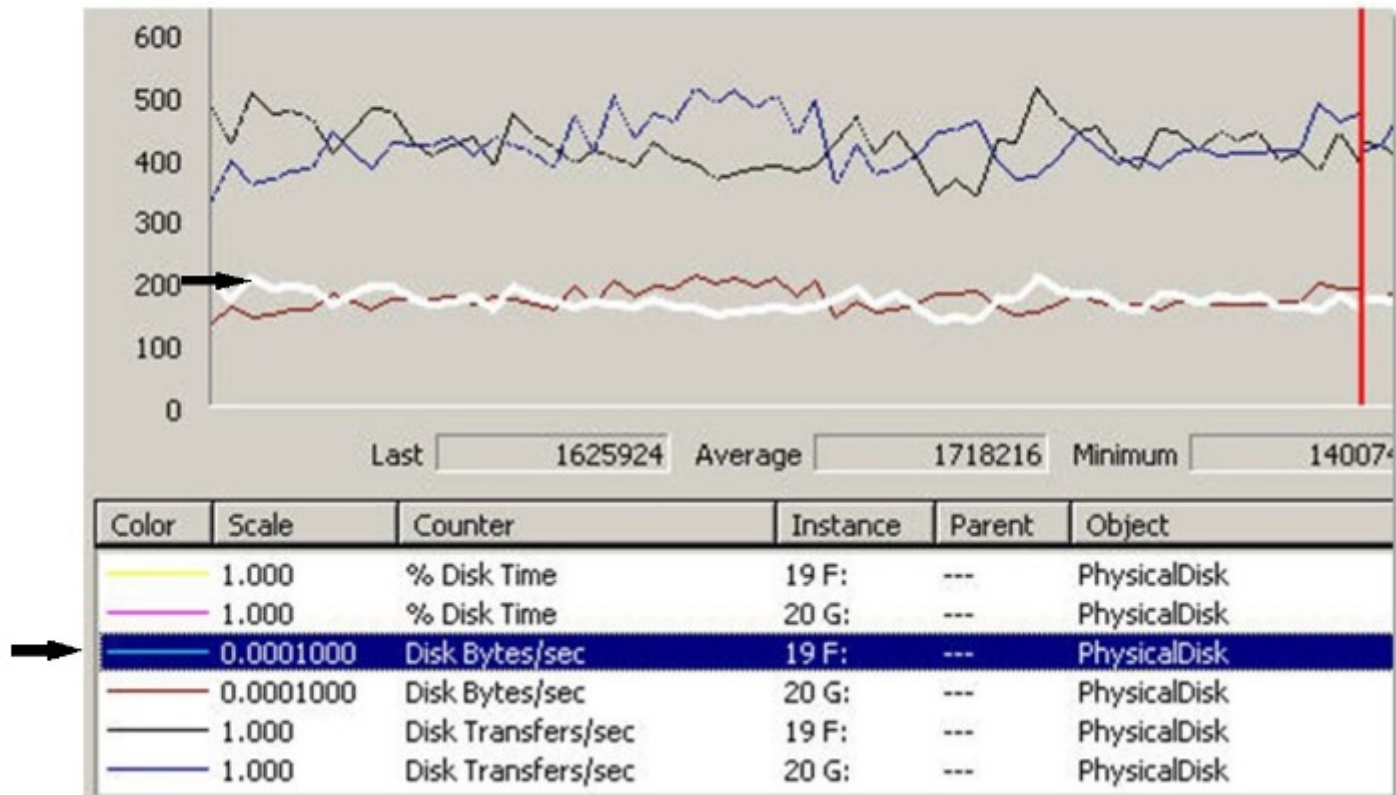 600
500
400
300
200
100
0
Last 1625924 Average 1718216 Minimum 140074
Color Scale Counter Instance Parent Object
1.000 % Disk Time 19 F: --- PhysicalDisk
1.000 % Disk Time 20 G: --- PhysicalDisk
0.0001000 Disk Bytes/sec 19 F: --- PhysicalDisk
0.0001000 Disk Bytes/sec 20 G: --- PhysicalDisk
1.000 Disk Transfers/sec 19 F: --- PhysicalDisk
1.000 Disk Transfers/sec 20 G: --- PhysicalDisk